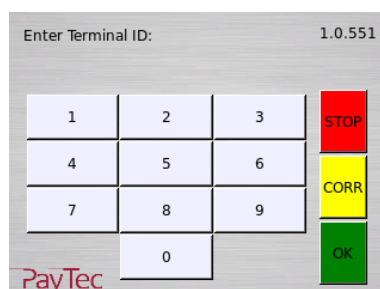 Enter Terminal ID: 1.0.551
1 2 3 STOP
4 5 6
CORR
7 8 9
0 OK
PayTec